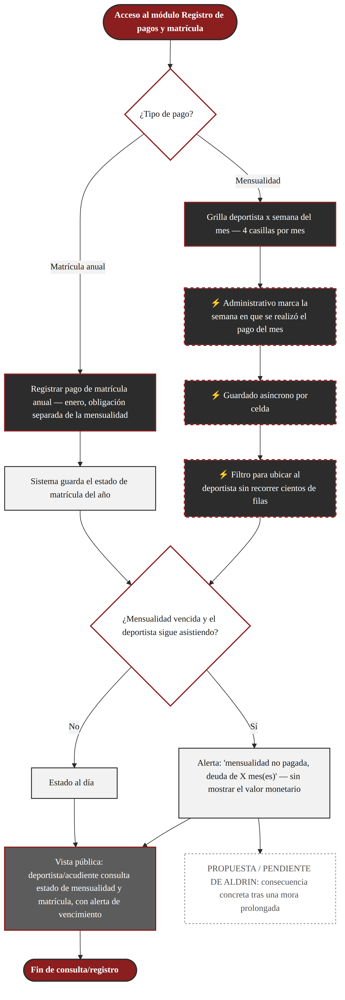 Acceso al módulo Registro de
pagos y matrícula
¿Tipo de pago?
Mensualidad
Grilla deportista x semana del
mes — 4 casillas por mes
Matrícula anual
⚡ Administrativo marca la
semana en que se realizó el
pago del mes
Registrar pago de matrícula
anual — enero, obligación
separada de la mensualidad
⚡ Guardado asíncrono por
celda
Sistema guarda el estado de
matrícula del año
⚡ Filtro para ubicar al
deportista sin recorrer cientos de
filas
¿Mensualidad vencida y el
deportista sigue asistiendo?
No
Sí
Estado al día
Alerta: 'mensualidad no pagada,
deuda de X mes(es)' — sin
mostrar el valor monetario
Vista pública:
deportista/acudiente consulta
estado de mensualidad y
matrícula, con alerta de
vencimiento
PROPUESTA / PENDIENTE
DE ALDRIN: consecuencia
concreta tras una mora
prolongada
Fin de consulta/registro